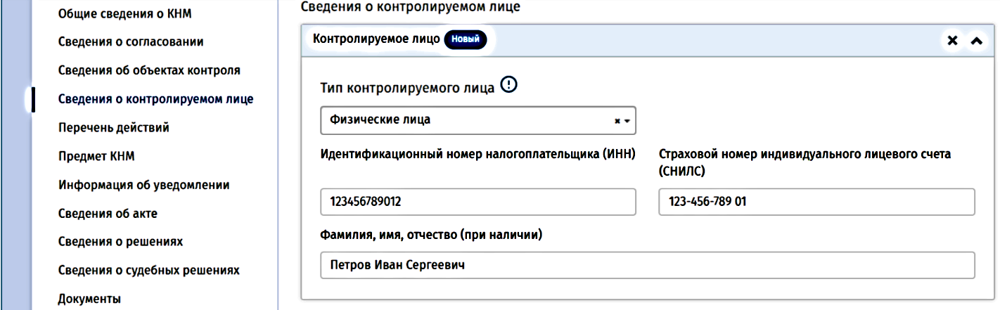 Общие сведения о КНМ
Сведения о согласовании
Сведения об объектах контроля
Сведения о контролируемом лице
Перечень действий
Предмет КНМ
Информация об уведомлении
Сведения об акте
Сведения о решениях
Сведения о судебных решениях
Документы
Сведения о контролируемом лице
Контролируемое лицо Новый
Тип контролируемого лица
Физические лица
Идентификационный номер налогоплательщика (ИНН)
123456789012
Страховой номер индивидуального лицевого счета
(СНИЛС)
123-456-789 01
Фамилия, имя, отчество (при наличии)
Петров Иван Сергеевич